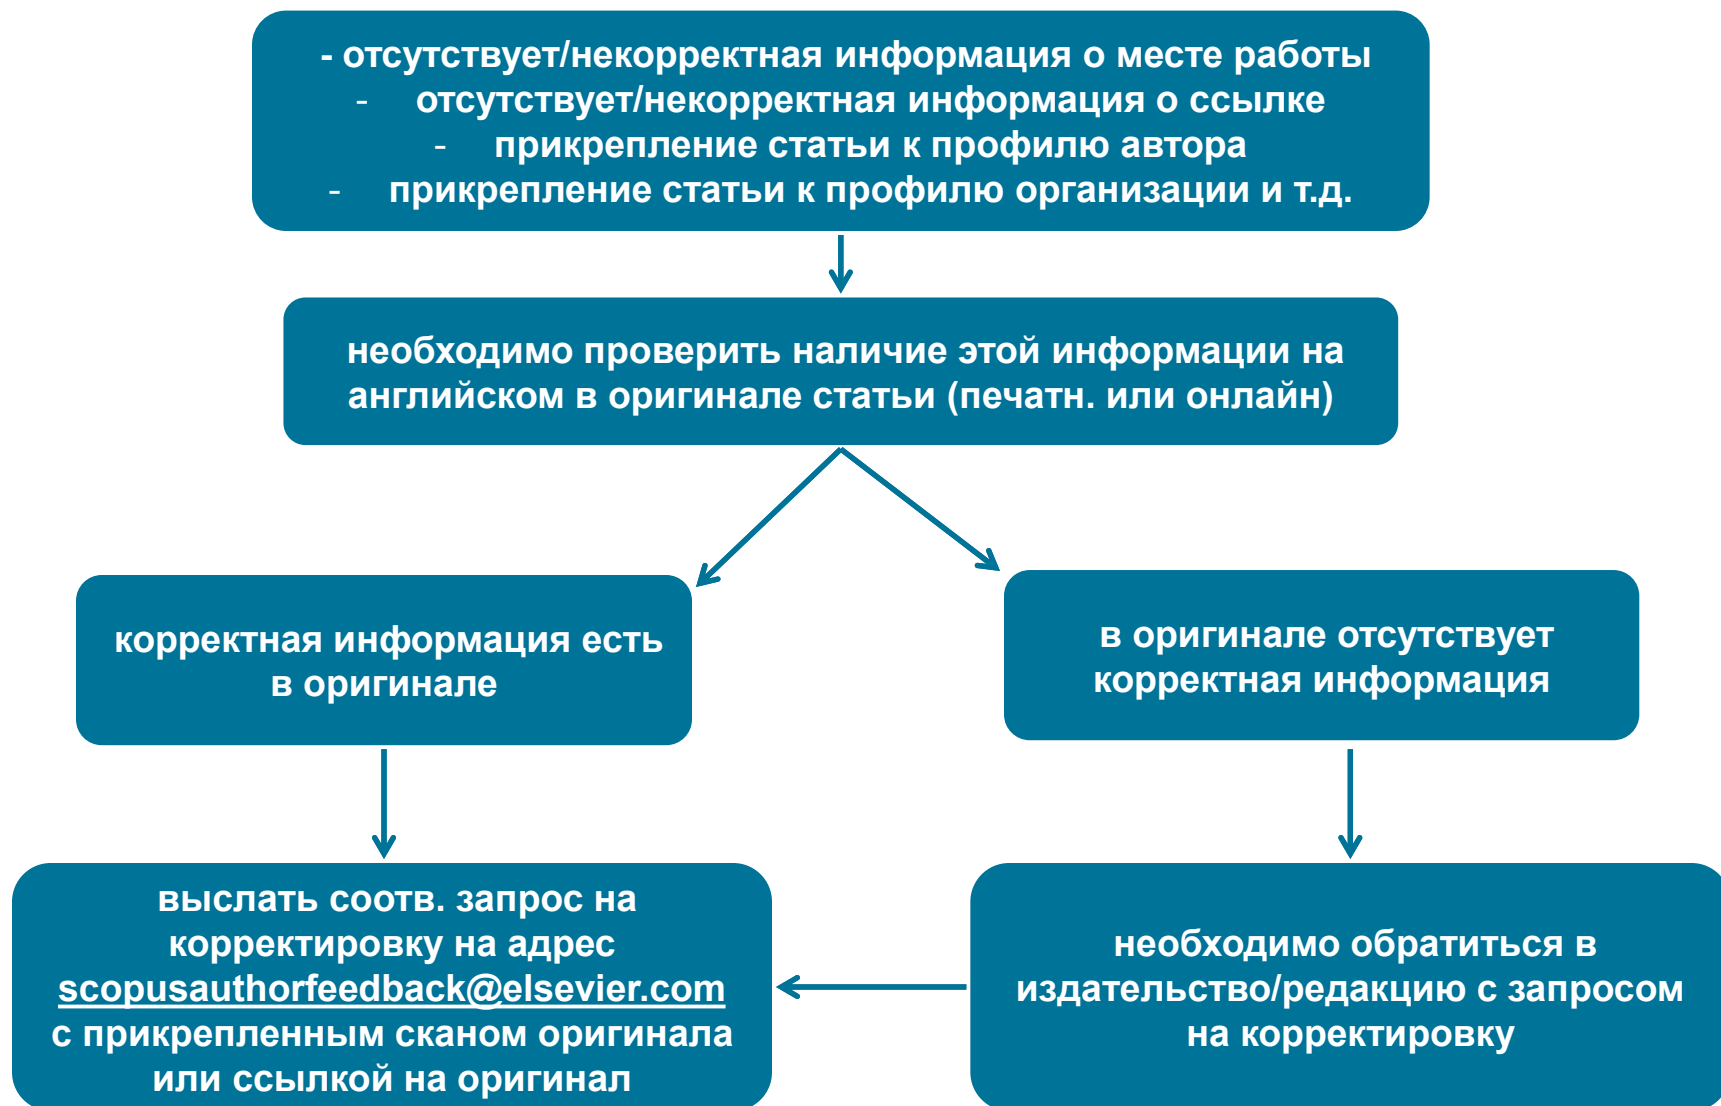 - отсутствует/некорректная информация о месте работы
- отсутствует/некорректная информация о ссылке
- прикрепление статьи к профилю автора
- прикрепление статьи к профилю организации и т.д.
необходимо проверить наличие этой информации на
английском в оригинале статьи (печатн. или онлайн)
корректная информация есть
в оригинале
в оригинале отсутствует
корректная информация
выслать соотв. запрос на
корректировку на адрес
scopusauthorfeedback@elsevier.com
с прикрепленным сканом оригинала
или ссылкой на оригинал
необходимо обратиться в
издательство/редакцию с запросом
на корректировку